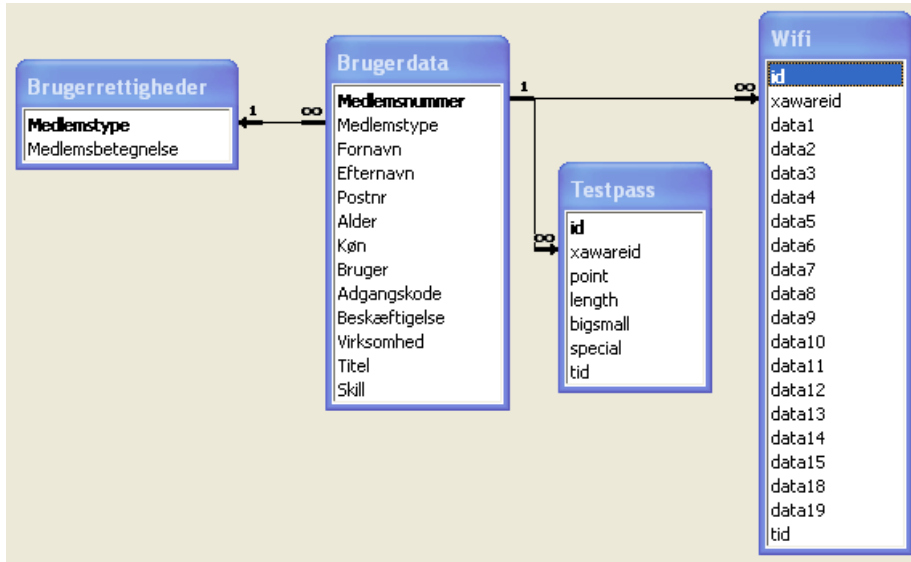 Brugerrettigheder
Medlemstype
Medlemsbetegnelse
1
∞
Brugerdata
Medlemsnummer
Medlemstype
Fornavn
Efternavn
Postnr
Alder
Køn
Bruger
Adgangskode
Beskæftigelse
Virksomhed
Titel
Skill
1
∞
∞
Testpass
id
xawareid
point
length
bigsmall
special
tid
Wifi
id
xawareid
data1
data2
data3
data4
data5
data6
data7
data8
data9
data10
data11
data12
data13
data14
data15
data18
data19
tid